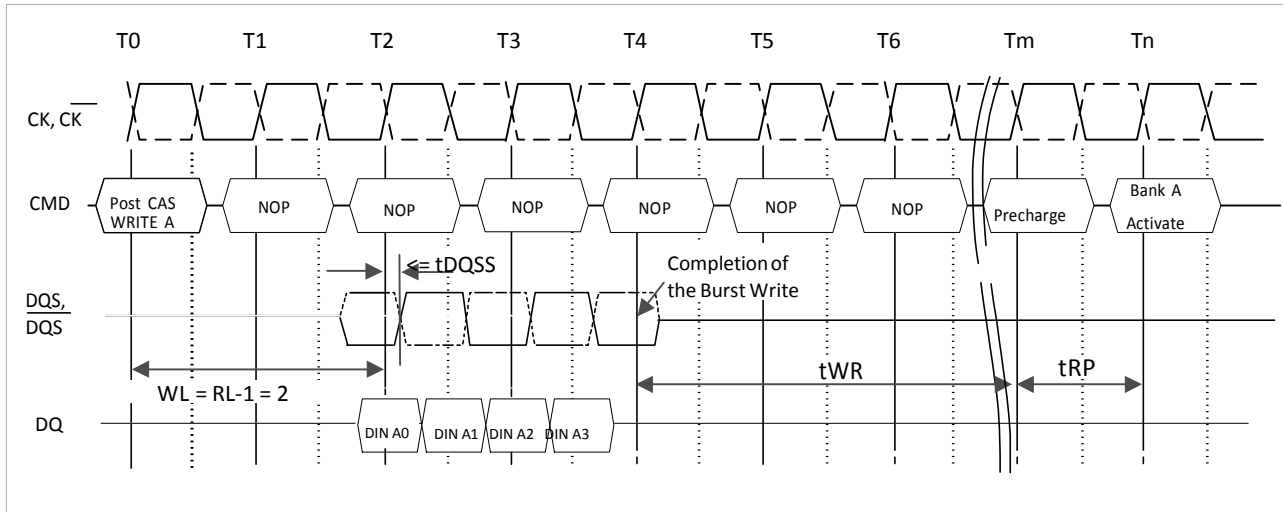 T0 T1 T2 T3 T4 T5 T6 Tm Tn
CK, CK
CMD
Post CAS
WRITE A
NOP NOP NOP NOP NOP NOP
Precharge
Bank A
Activate
<= tDQSS
Completion of
the Burst Write
DQS,
DQS
WL = RL-1 = 2
tWR
tRP
DQ
DIN A0 DIN A1 DIN A2 DIN A3